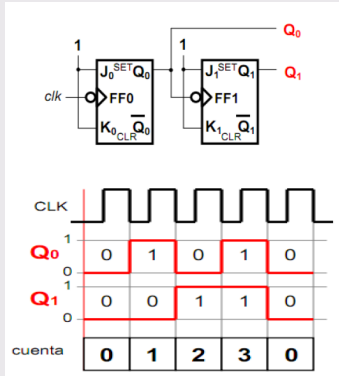 Q0
1 1
J0 SET Q0 J1 SET Q1 Q1
clk FF0 FF1
K0 CLR Q0 K1 CLR Q1
CLK
1
Q0 0 1 0 1 0
0
1
Q1 0 0 1 1 0
0
cuenta 0 1 2 3 0